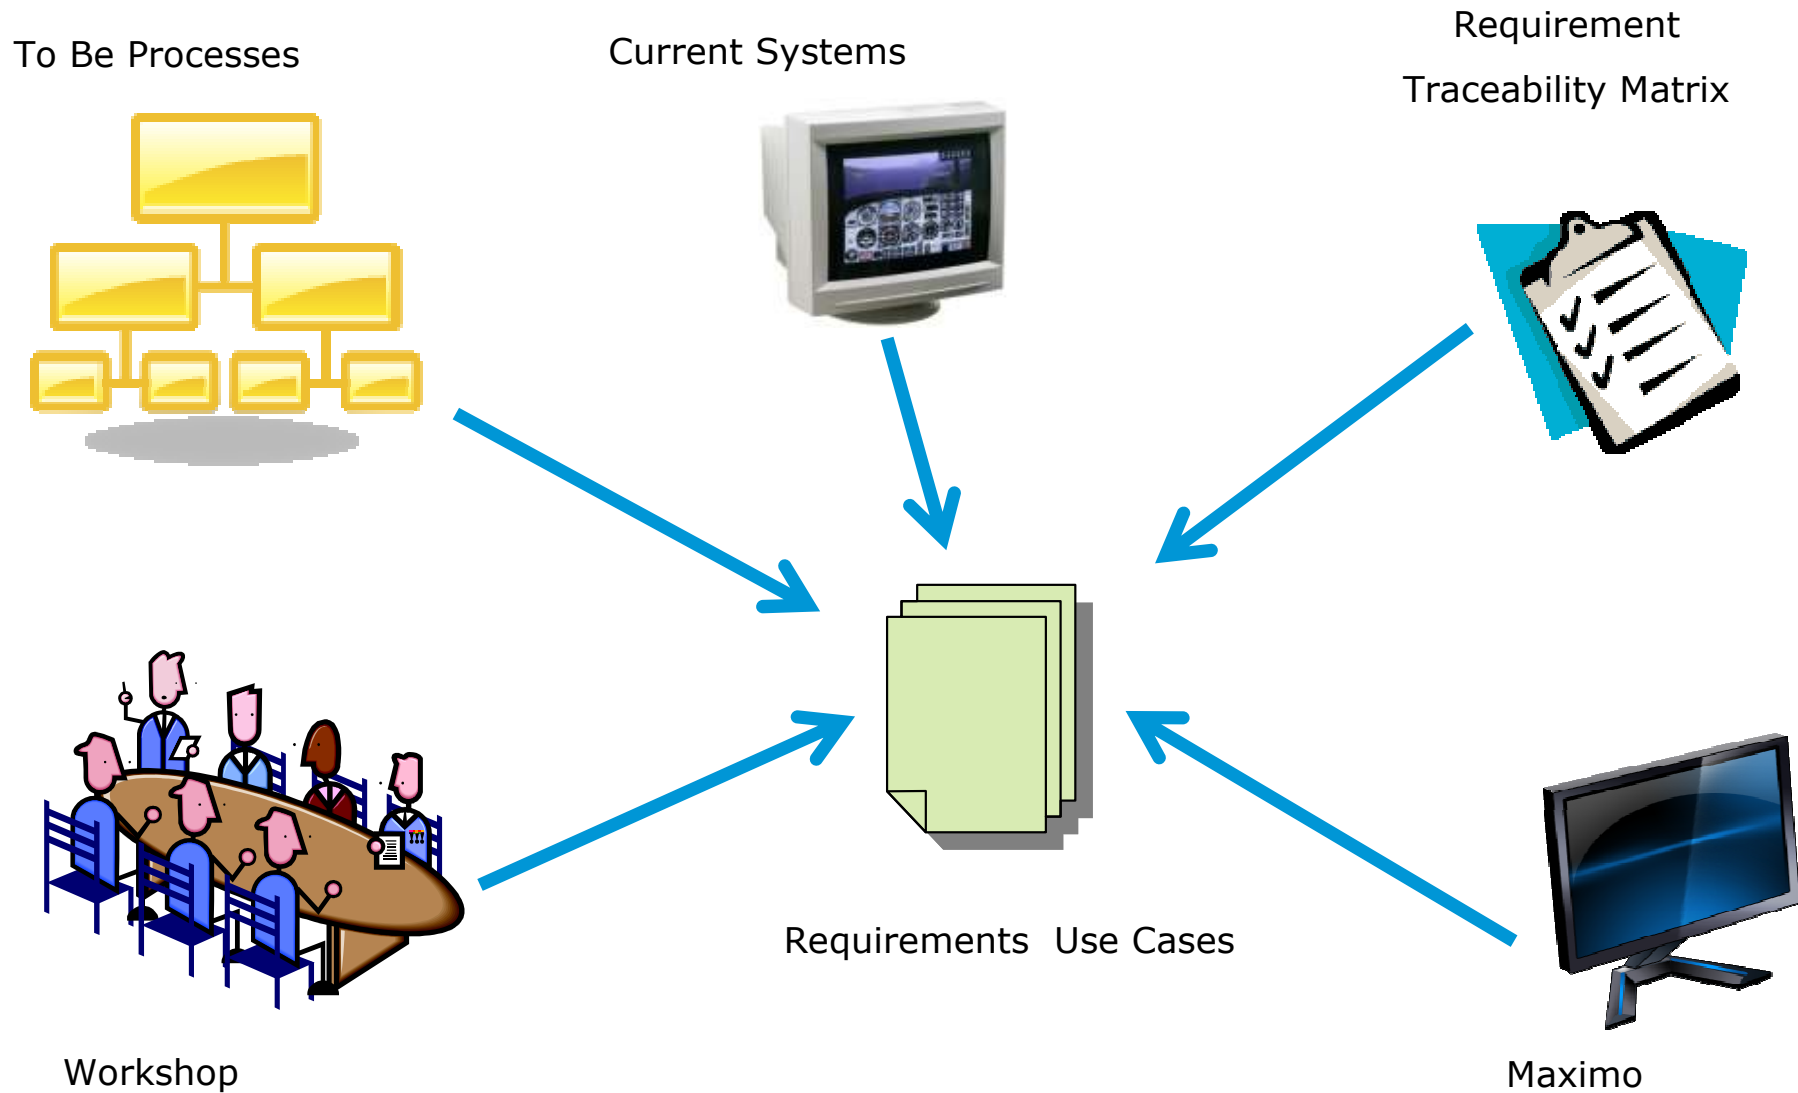 To Be Processes
Current Systems
Requirement
Traceability Matrix
Requirements  Use Cases
Workshop
Maximo